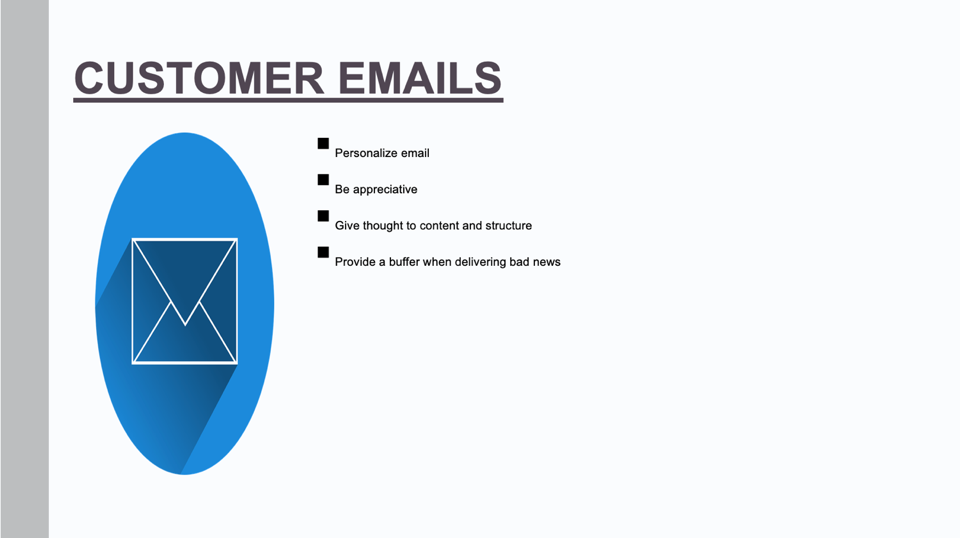 CUSTOMER EMAILS
Personalize email
Be appreciative
Give thought to content and structure
Provide a buffer when delivering bad news